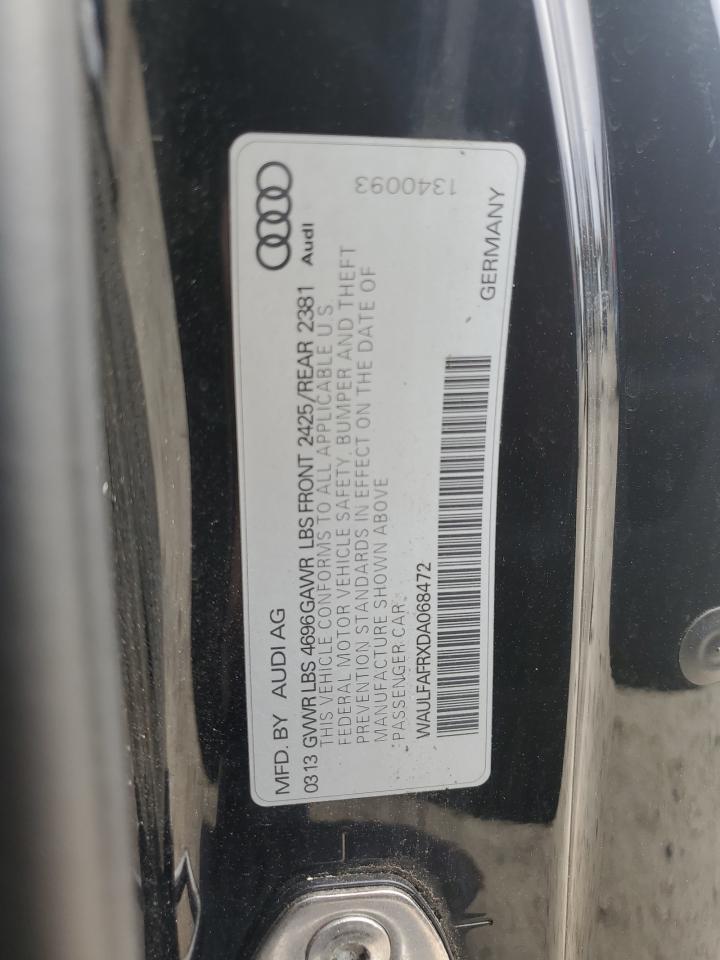 MFD. BY AUDI AG
Audi
0313 GVWR LBS 4696 GAWR LBS FRONT 2425/REAR 2381
THIS VEHICLE CONFORMS TO ALL APPLICABLE U.S.
FEDERAL MOTOR VEHICLE SAFETY, BUMPER AND THEFT
PREVENTION STANDARDS IN EFFECT ON THE DATE OF
MANUFACTURE SHOWN ABOVE
PASSENGER CAR
1340093
WAULFAFRXDA068472
GERMANY